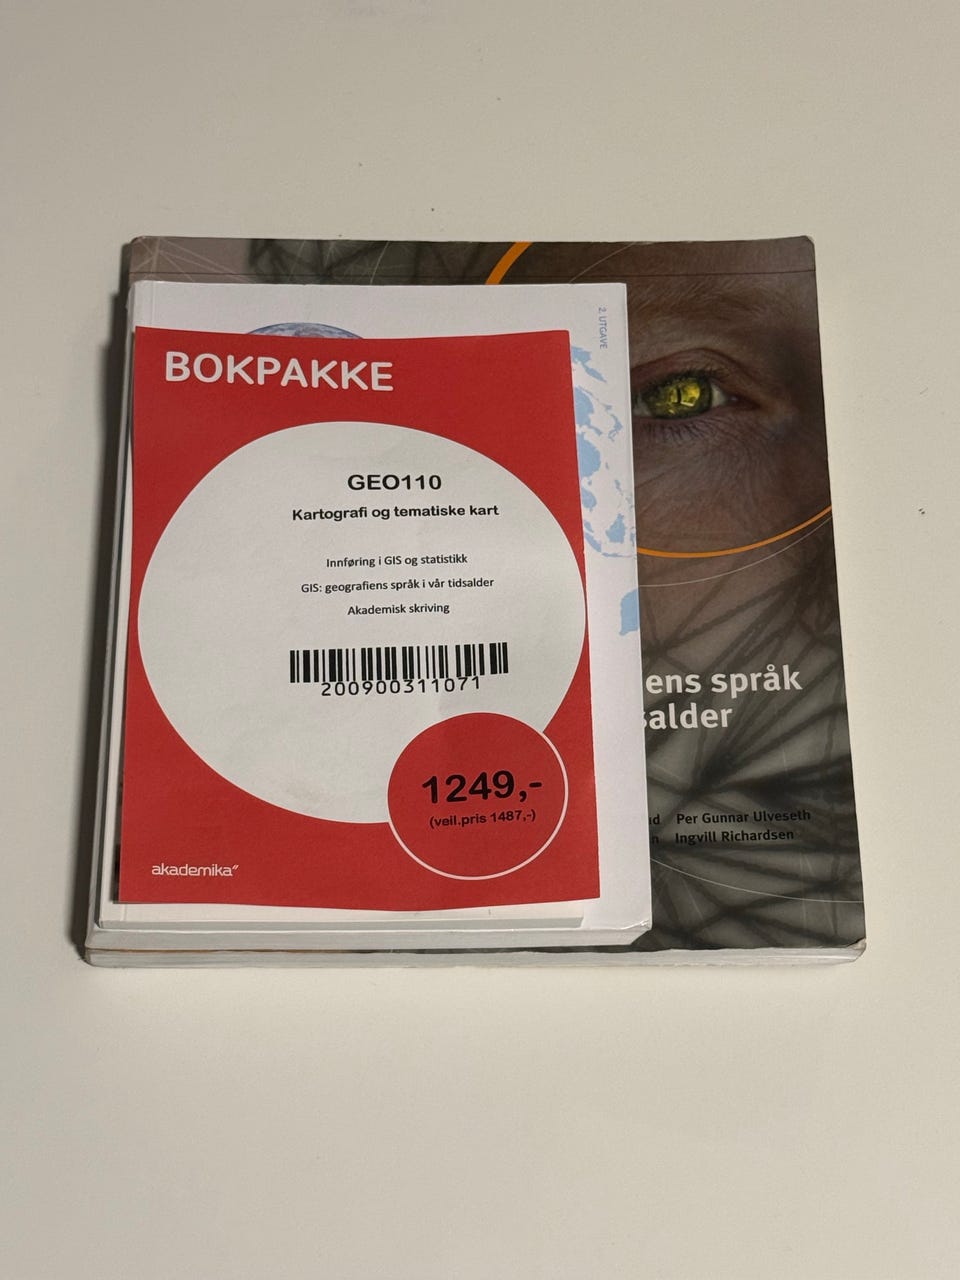 2. UTGAVE
BOKPAKKE
GEO110
Kartografi og tematiske kart
Innføring i GIS og statistikk
GIS: geografiens språk i vår tidsalder
Akademisk skriving
200900311071
1249,-
(veil.pris 1487,-)
akademika"
ens språk
salder
Per Gunnar Ulveseth
Ingvill Richardsen